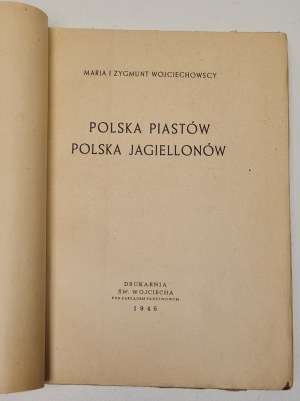 MARIA I ZYGMUNT WOJCIECHOWSCY
POLSKA PIASTÓW
POLSKA JAGIELLONÓW
DRUKARNIA
ŚW. WOJCIECHA
POD ZARZĄDEM PAŃSTWOWYM
1946